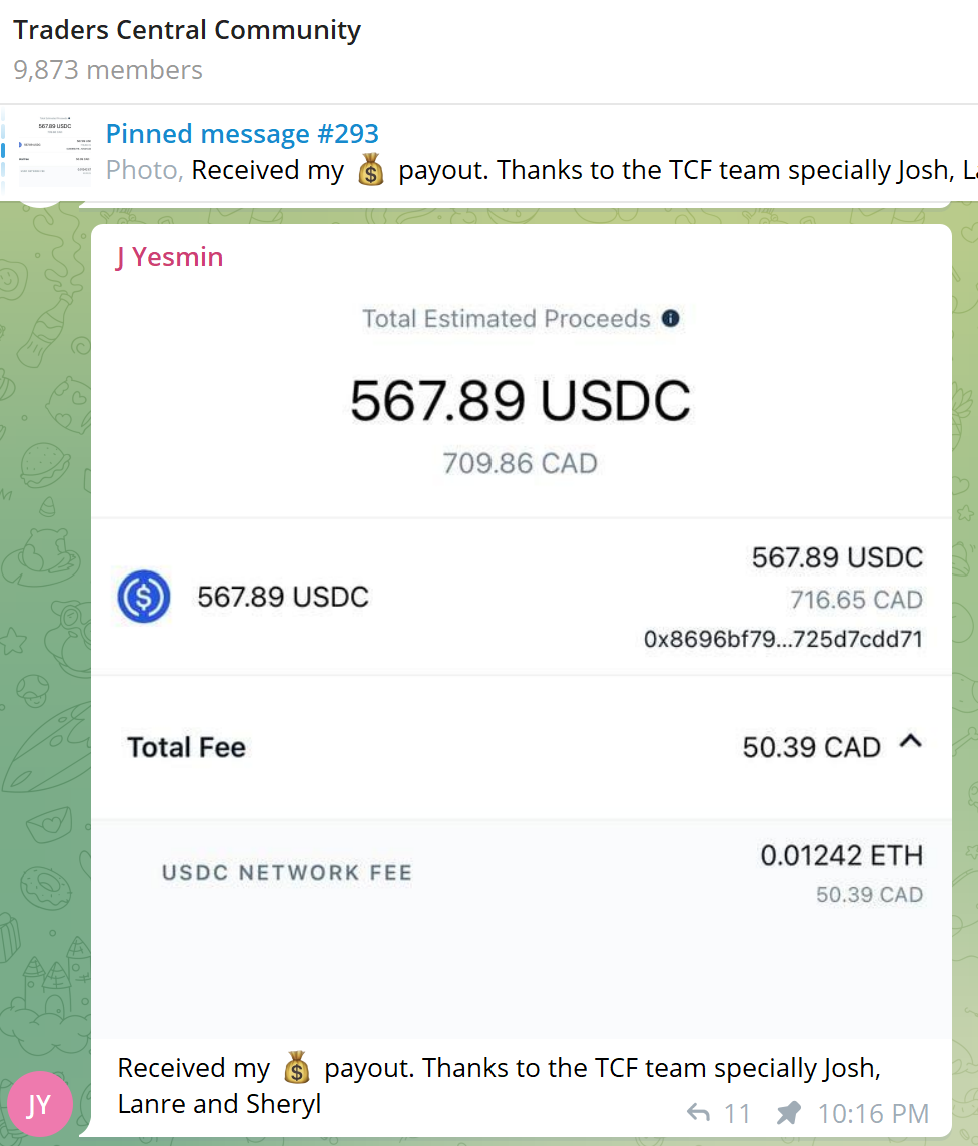 Traders Central Community
9,873 members
Pinned message #293
Photo, Received my 💰 payout. Thanks to the TCF team specially Josh,
J Yesmin
Total Estimated Proceeds
567.89 USDC
709.86 CAD
567.89 USDC
567.89 USDC
716.65 CAD
0x8696bf79...725d7cdd71
Total Fee
50.39 CAD
USDC NETWORK FEE
0.01242 ETH
50.39 CAD
Received my 💰 payout. Thanks to the TCF team specially Josh,
Lanre and Sheryl
11
10:16 PM
JY